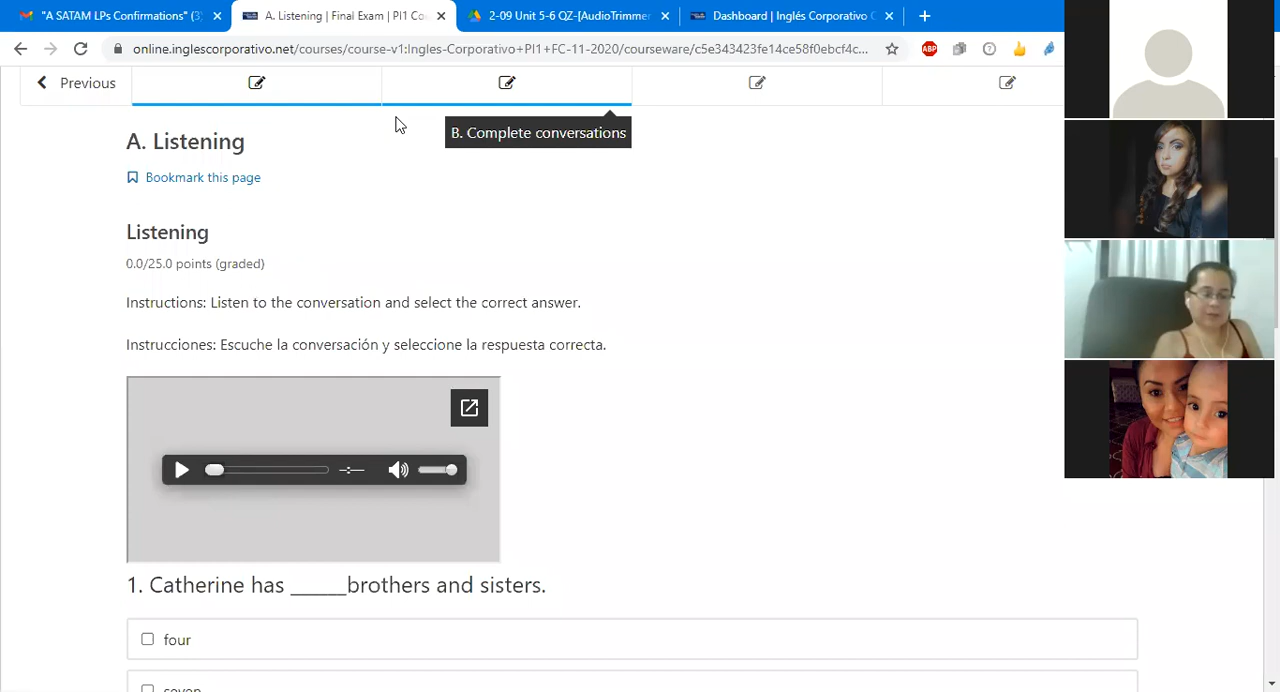 "A SATAM LPs Confirmations" (3)
A. Listening | Final Exam | PI1 Co
2-09 Unit 5-6 QZ-[AudioTrimmer
Dashboard | Inglés Corporativo C
online.inglescorporativo.net/courses/course-v1:Ingles-Corporativo+PI1+FC-11-2020/courseware/c5e343423fe14ce58f0ebcf4c...
ABP
Previous
B. Complete conversations
A. Listening
Bookmark this page
Listening
0.0/25.0 points (graded)
Instructions: Listen to the conversation and select the correct answer.
Instrucciones: Escuche la conversación y seleccione la respuesta correcta.
1. Catherine has ______brothers and sisters.
four
seven